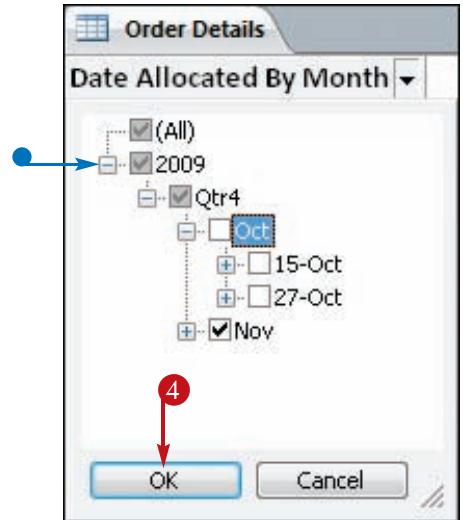 Order Details
Date Allocated By Month
(All)
2009
Qtr4
Oct
15-Oct
27-Oct
Nov
4
OK Cancel